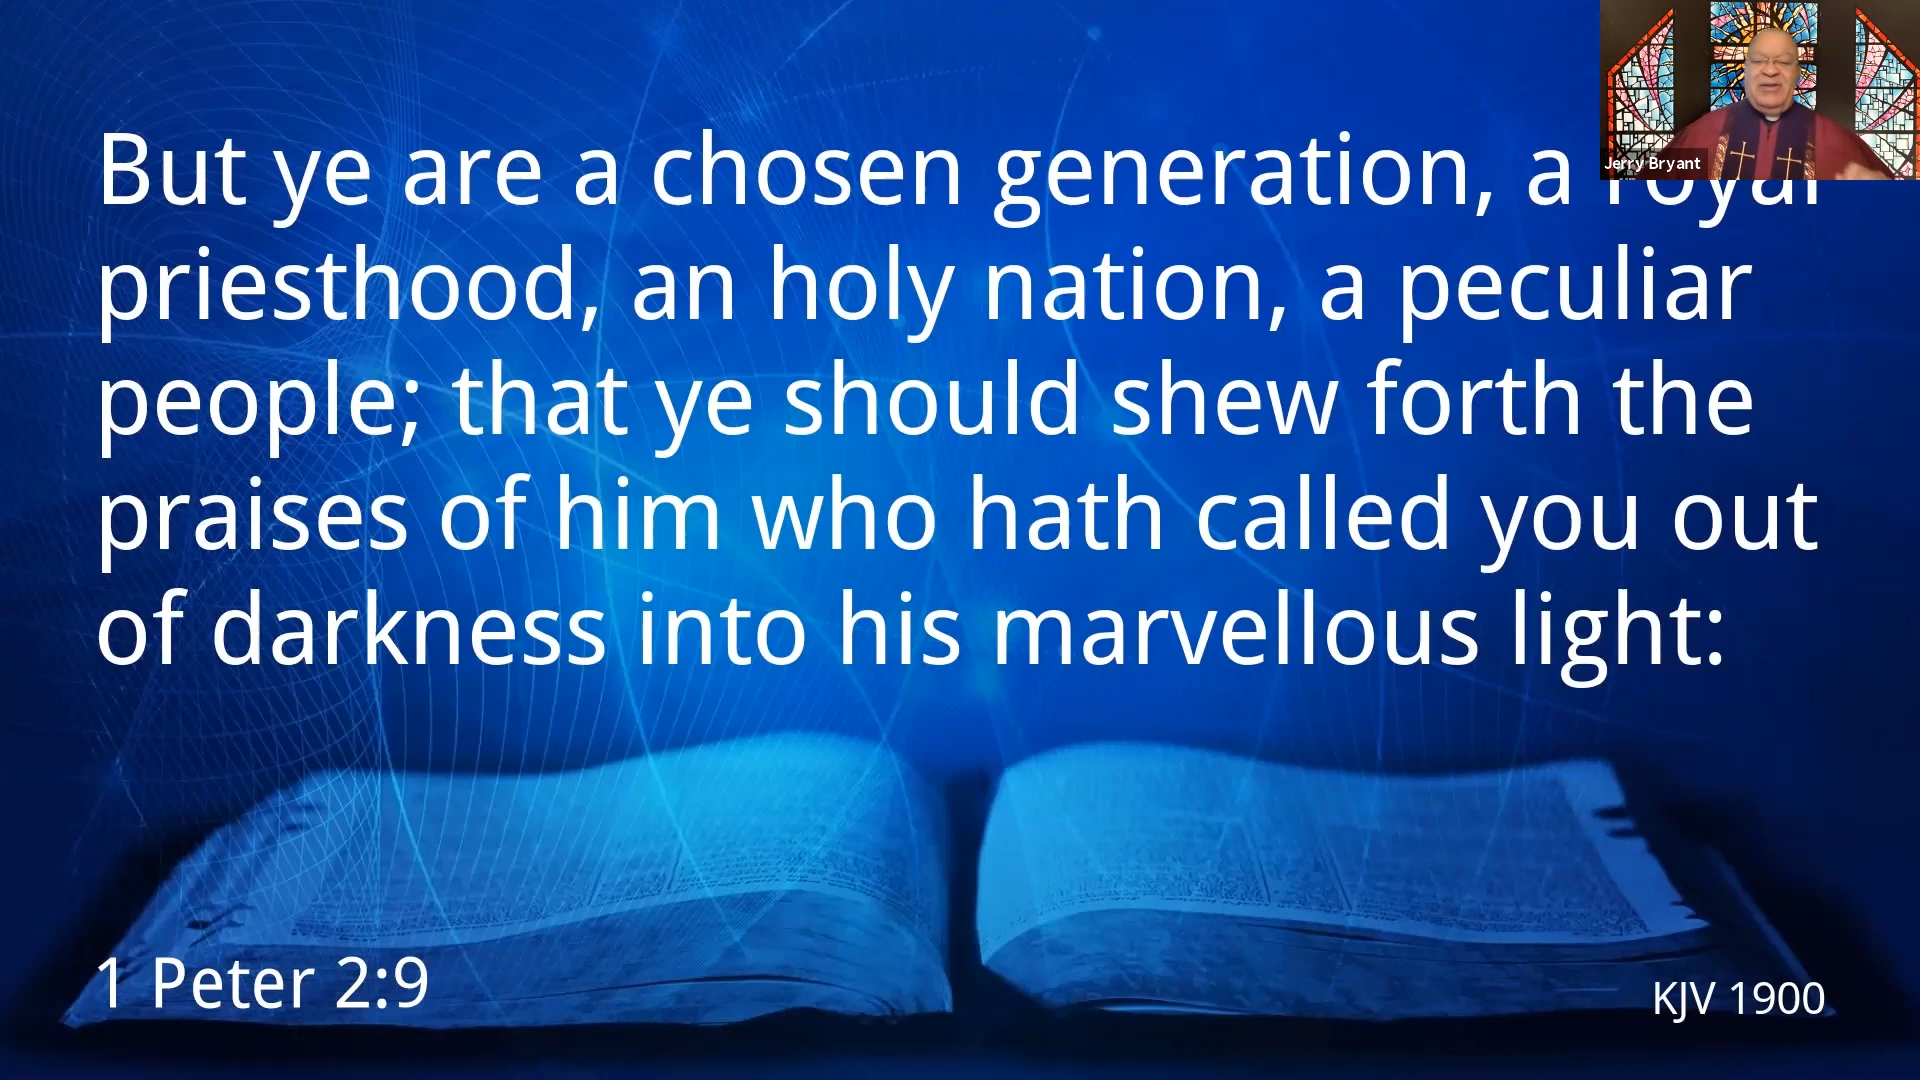 Jerry Bryant
But ye are a chosen generation, a royal
priesthood, an holy nation, a peculiar
people; that ye should shew forth the
praises of him who hath called you out
of darkness into his marvellous light:
1 Peter 2:9
KJV 1900